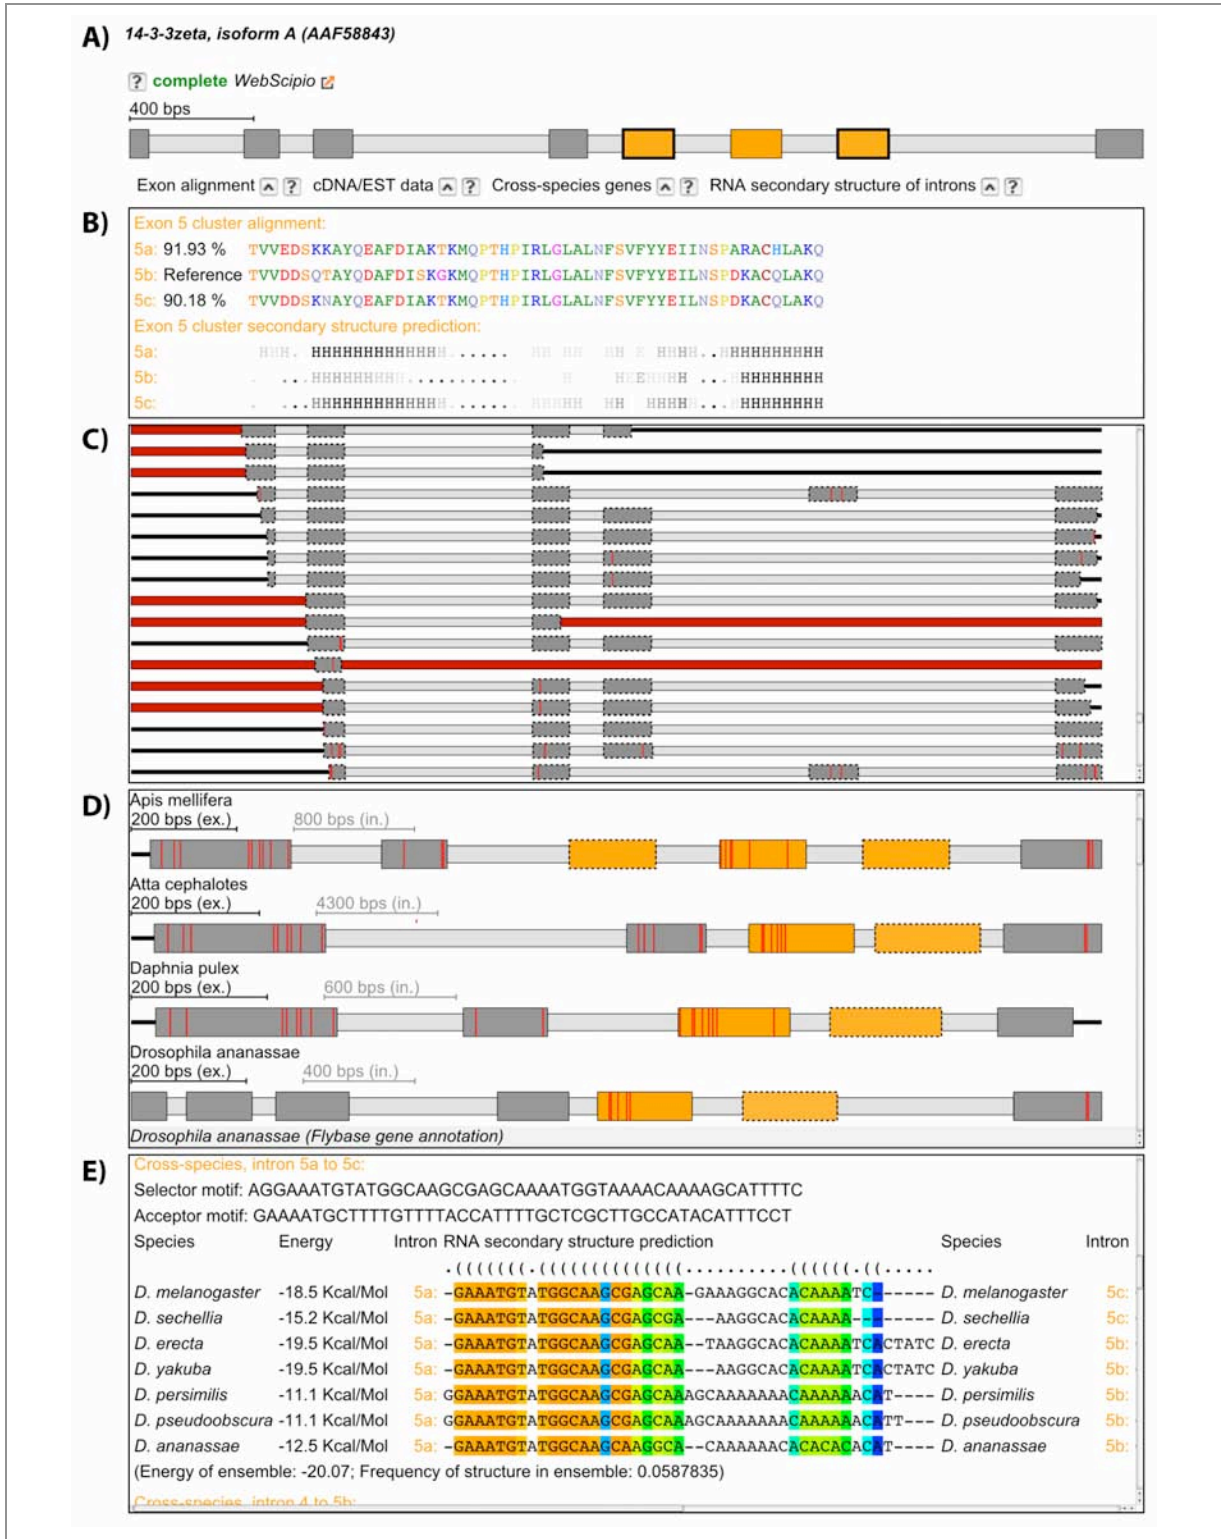 A) 14-3-3zeta, isoform A (AAF58843)
? complete WebScipio
400 bps
Exon alignment ? cDNA/EST data ? Cross-species genes ? RNA secondary structure of introns ?
B)
Exon 5 cluster alignment:
5a: 91.93 % TVVEDSKKAYQEAFDIAKTKMQPTHPIRLGLALNFSVFYYEIINSPARACHLAKQ
5b: Reference TVVDDSQTAYQDAFDISKGKMQPTHPIRLGLALNFSVFYYEILNSPDKACQLAKQ
5c: 90.18 % TVVDDSKNAYQEAFDIAKTKMQPTHPIRLGLALNFSVFYYEILNSPDKACQLAKQ
Exon 5 cluster secondary structure prediction:
5a:
5b:
5c:
C)
D)
Apis mellifera
200 bps (ex.) 800 bps (in.)
Atta cephalotes
200 bps (ex.) 4300 bps (in.)
Daphnia pulex
200 bps (ex.) 600 bps (in.)
Drosophila ananassae
200 bps (ex.) 400 bps (in.)
Drosophila ananassae (Flybase gene annotation)
E)
Cross-species, intron 5a to 5c:
Selector motif: AGGAAATGTATGGCAAGCGAGCAAAATGGTAAAACAAAAGCATTTTC
Acceptor motif: GAAAATGCTTTTGTTTTACCATTTTGCTCGCTTGCCATACATTTCCT
Species Energy Intron RNA secondary structure prediction Species Intron
.(((((((.((((((((((((((..........((((((.((.....
D. melanogaster -18.5 Kcal/Mol 5a: -GAAATGTATGGCAAGCGAGCAA-GAAAGGCACACAAAATC------ D. melanogaster 5c:
D. sechellia -15.2 Kcal/Mol 5a: -GAAATGTATGGCAAGCGAGCGA---AAGGCACACAAAA-------- D. sechellia 5c:
D. erecta -19.5 Kcal/Mol 5a: -GAAATGTATGGCAAGCGAGCAA--TAAGGCACACAAAATCACTATC D. erecta 5b:
D. yakuba -19.5 Kcal/Mol 5a: -GAAATGTATGGCAAGCGAGCAA---AAGGCACACAAAATCACTATC D. yakuba 5b:
D. persimilis -11.1 Kcal/Mol 5a: GGAAATGTATGGCAAGCGAGCAAAGCAAAAAAACAAAAAACAT---- D. persimilis 5b:
D. pseudoobscura -11.1 Kcal/Mol 5a: GGAAATGTATGGCAAGCGAGCAAAGCAAAAAAACAAAAAACATT--- D. pseudoobscura 5b:
D. ananassae -12.5 Kcal/Mol 5a: -GAAATGTATGGCAAGCAAGGCA--CAAAAAACACACACACAT---- D. ananassae 5b:
(Energy of ensemble: -20.07; Frequency of structure in ensemble: 0.0587835)
Cross-species, intron 4 to 5b: